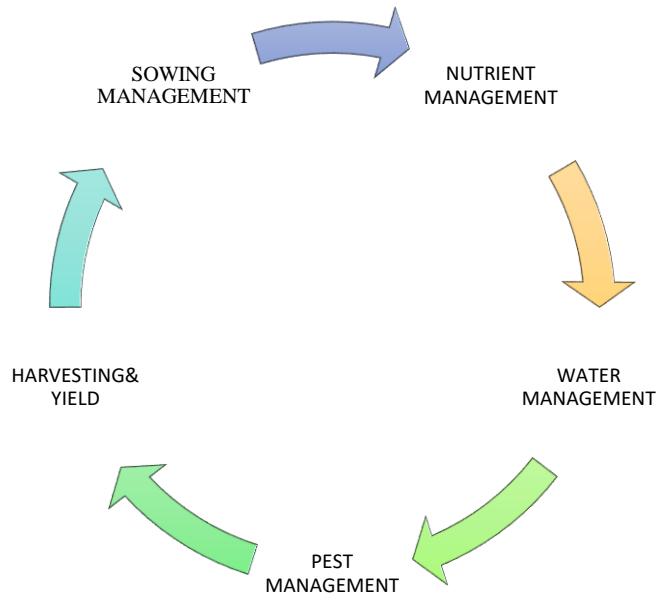 SOWING
MANAGEMENT
NUTRIENT
MANAGEMENT
WATER
MANAGEMENT
PEST
MANAGEMENT
HARVESTING&
YIELD